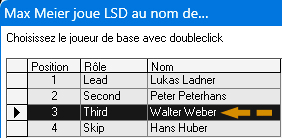 Max Meier joue LSD au nom de...
Choisissez le joueur de base avec doubleclick
Position Rôle Nom
1 Lead Lukas Ladner
2 Second Peter Peterhans
3 Third Walter Weber
4 Skip Hans Huber